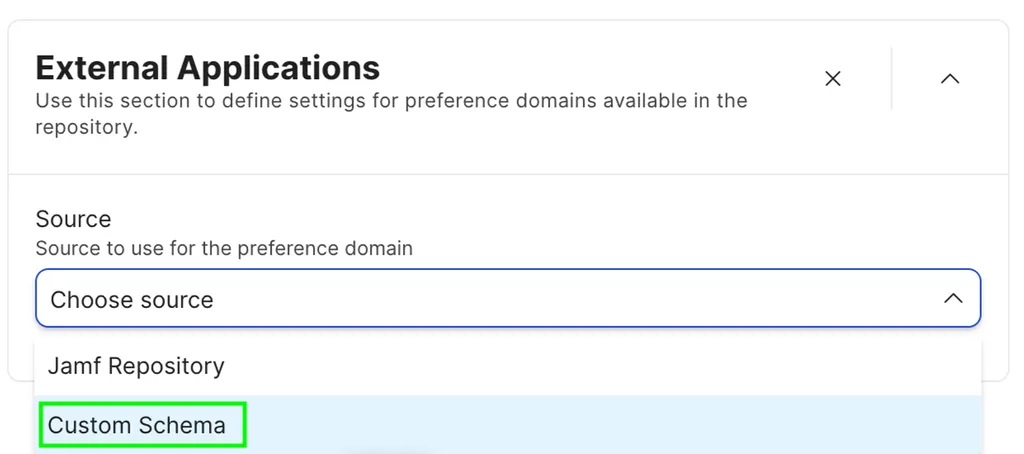 External Applications
Use this section to define settings for preference domains available in the
repository.
Source
Source to use for the preference domain
Choose source
Jamf Repository
Custom Schema